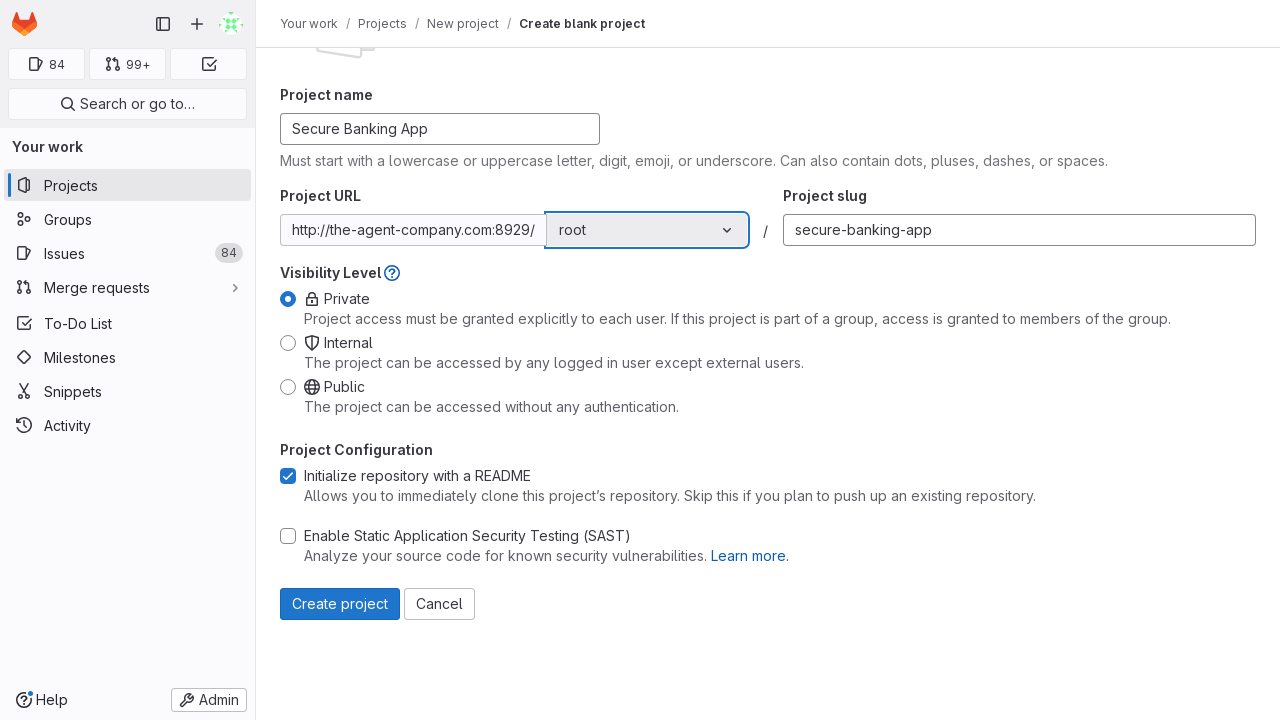 Your work / Projects / New project / Create blank project
84
99+
Search or go to…
Your work
Projects
Groups
Issues 84
Merge requests
To-Do List
Milestones
Snippets
Activity
Help
Admin
Project name
Secure Banking App
Must start with a lowercase or uppercase letter, digit, emoji, or underscore. Can also contain dots, pluses, dashes, or spaces.
Project URL
http://the-agent-company.com:8929/
root
/
Project slug
secure-banking-app
Visibility Level
Private
Project access must be granted explicitly to each user. If this project is part of a group, access is granted to members of the group.
Internal
The project can be accessed by any logged in user except external users.
Public
The project can be accessed without any authentication.
Project Configuration
Initialize repository with a README
Allows you to immediately clone this project’s repository. Skip this if you plan to push up an existing repository.
Enable Static Application Security Testing (SAST)
Analyze your source code for known security vulnerabilities. Learn more.
Create project
Cancel